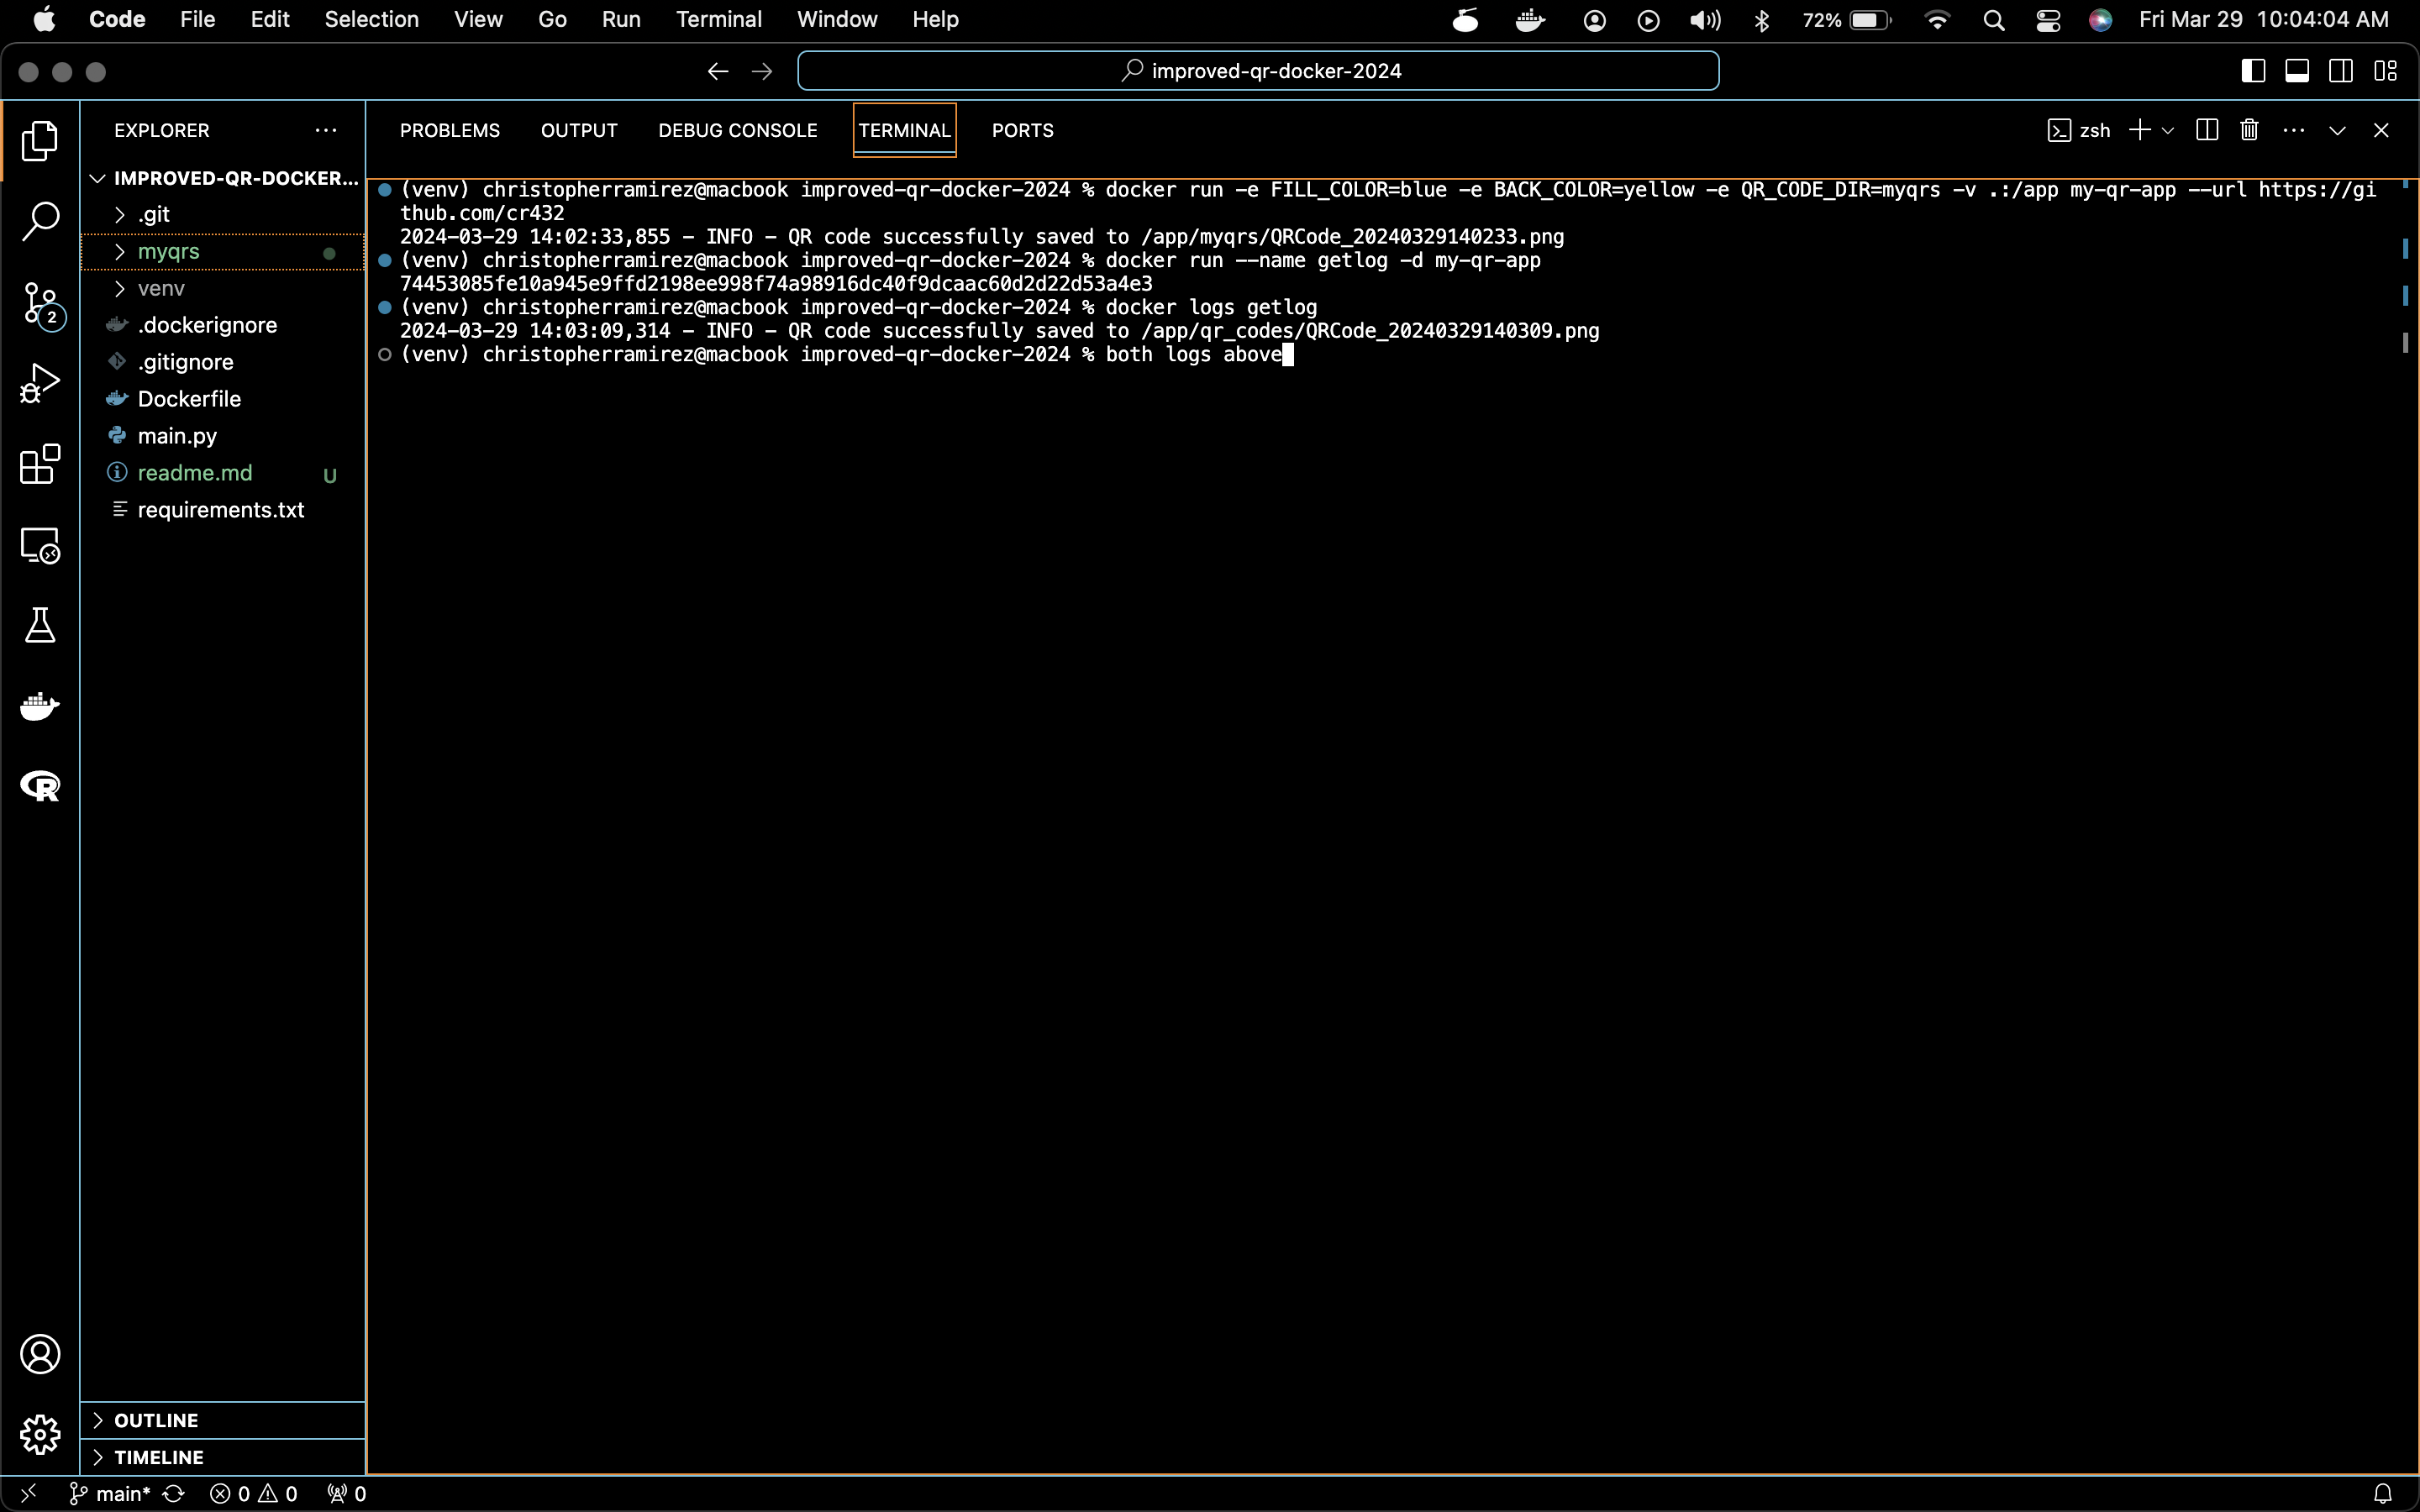 Code File Edit Selection View Go Run Terminal Window Help 72% Fri Mar 29 10:04:04 AM
improved-qr-docker-2024
EXPLORER ···
IMPROVED-QR-DOCKER...
.git
myqrs
venv
.dockerignore
.gitignore
Dockerfile
main.py
readme.md U
requirements.txt
OUTLINE
TIMELINE
2
PROBLEMS OUTPUT DEBUG CONSOLE TERMINAL PORTS zsh
(venv) christopherramirez@macbook improved-qr-docker-2024 % docker run -e FILL_COLOR=blue -e BACK_COLOR=yellow -e QR_CODE_DIR=myqrs -v .:/app my-qr-app --url https://gi
thub.com/cr432
2024-03-29 14:02:33,855 - INFO - QR code successfully saved to /app/myqrs/QRCode_20240329140233.png
(venv) christopherramirez@macbook improved-qr-docker-2024 % docker run --name getlog -d my-qr-app
74453085fe10a945e9ffd2198ee998f74a98916dc40f9dcaac60d2d22d53a4e3
(venv) christopherramirez@macbook improved-qr-docker-2024 % docker logs getlog
2024-03-29 14:03:09,314 - INFO - QR code successfully saved to /app/qr_codes/QRCode_20240329140309.png
(venv) christopherramirez@macbook improved-qr-docker-2024 % both logs above
main* 0 0 0